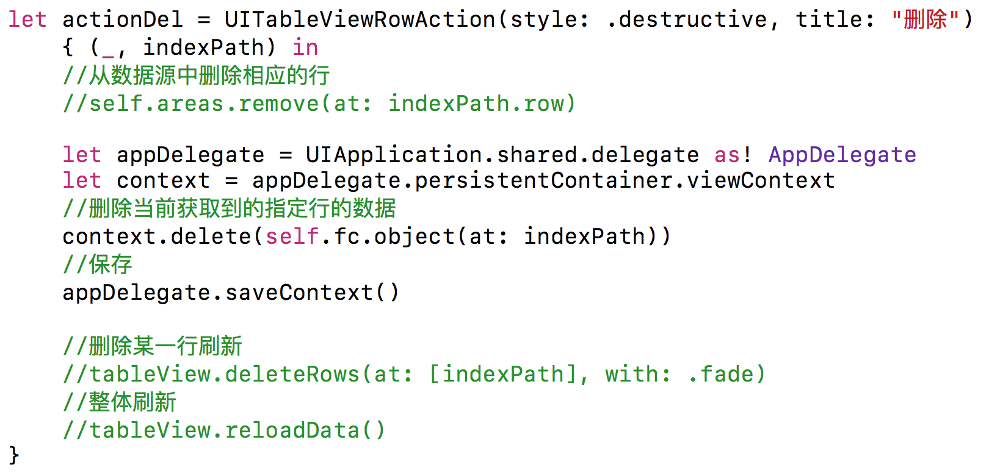 let actionDel = UITableViewRowAction(style: .destructive, title: "删除")
{ (_, indexPath) in
//从数据源中删除相应的行
//self.areas.remove(at: indexPath.row)
let appDelegate = UIApplication.shared.delegate as! AppDelegate
let context = appDelegate.persistentContainer.viewContext
//删除当前获取到的指定行的数据
context.delete(self.fc.object(at: indexPath))
//保存
appDelegate.saveContext()
//删除某一行刷新
//tableView.deleteRows(at: [indexPath], with: .fade)
//整体刷新
//tableView.reloadData()
}